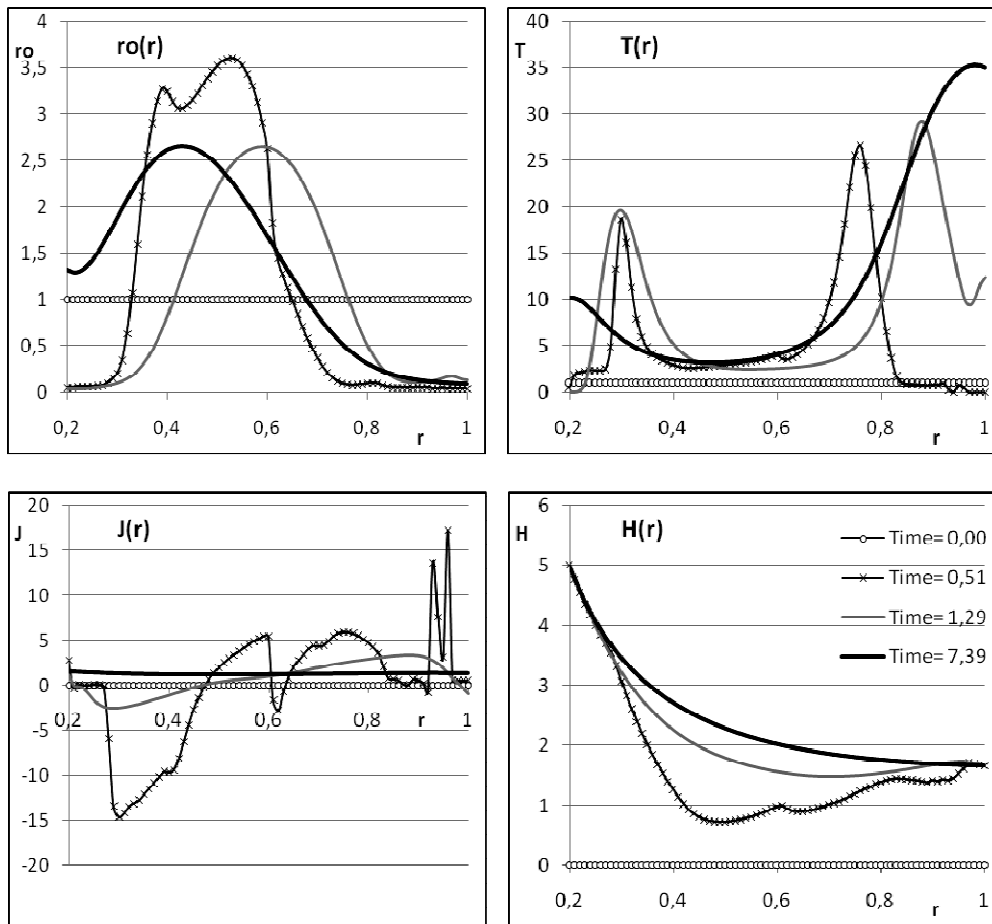 ro(r)
ro
4
3,5
3
2,5
2
1,5
1
0,5
0
0,2 0,4 0,6 0,8 1
r
T(r)
T
40
35
30
25
20
15
10
5
0
0,2 0,4 0,6 0,8 1
r
J(r)
J
20
15
10
5
0
-5
-10
-15
-20
0,2 0,4 0,6 0,8 1
r
H(r)
H
6
5
4
3
2
1
0
0,2 0,4 0,6 0,8 1
r
Time= 0,00
Time= 0,51
Time= 1,29
Time= 7,39